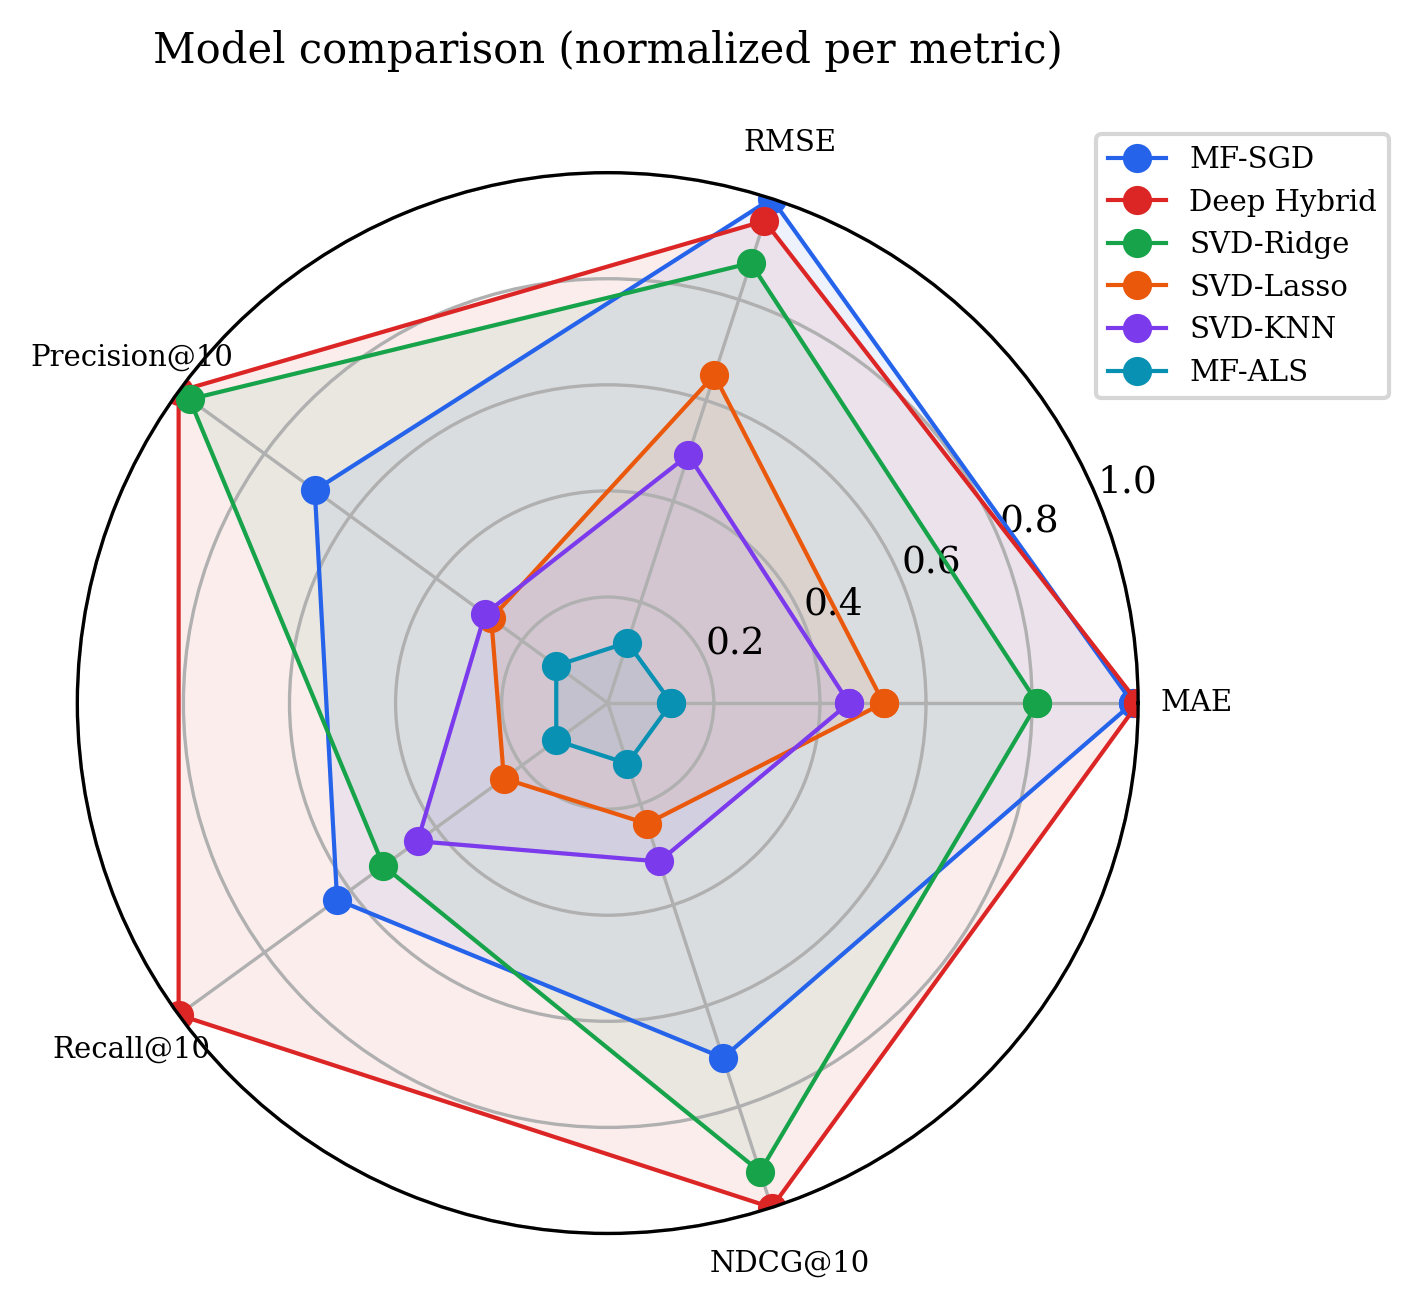 Model comparison (normalized per metric)
RMSE
MF-SGD
Deep Hybrid
SVD-Ridge
SVD-Lasso
SVD-KNN
MF-ALS
Precision@10
1.0
0.8
0.6
0.4
0.2
MAE
Recall@10
NDCG@10